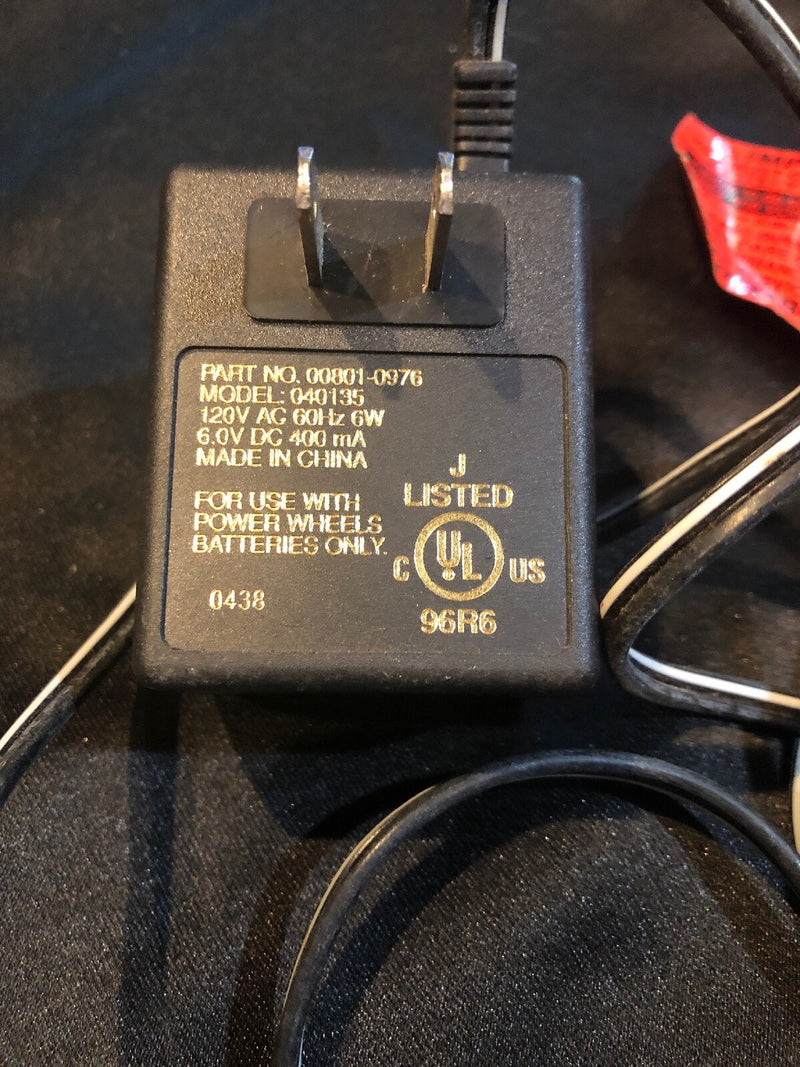 PART NO. 00801-0976
MODEL: 040135
120V AC 60Hz 6W
6.0V DC 400 mA
MADE IN CHINA
FOR USE WITH
POWER WHEELS
BATTERIES ONLY.
0438
J
LISTED
C UL US
96R6